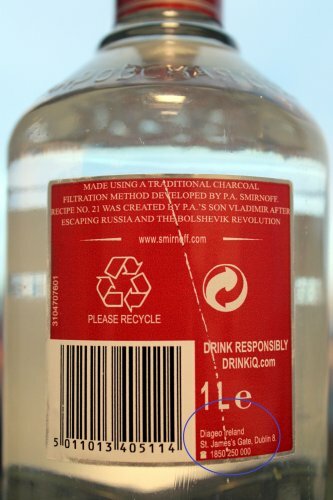 MADE USING A TRADITIONAL CHARCOAL
FILTRATION METHOD DEVELOPED BY P.A. SMIRNOFF.
RECIPE NO. 21 WAS CREATED BY P.A.'S SON VLADIMIR AFTER
ESCAPING RUSSIA AND THE BOLSHEVIK REVOLUTION
www.smirnoff.com
3104707601
PLEASE RECYCLE
DRINK RESPONSIBLY
DRINKiQ.com
1L e
5 011013 405114
Diageo Ireland
St. James's Gate, Dublin 8.
☎ 1850 250 000